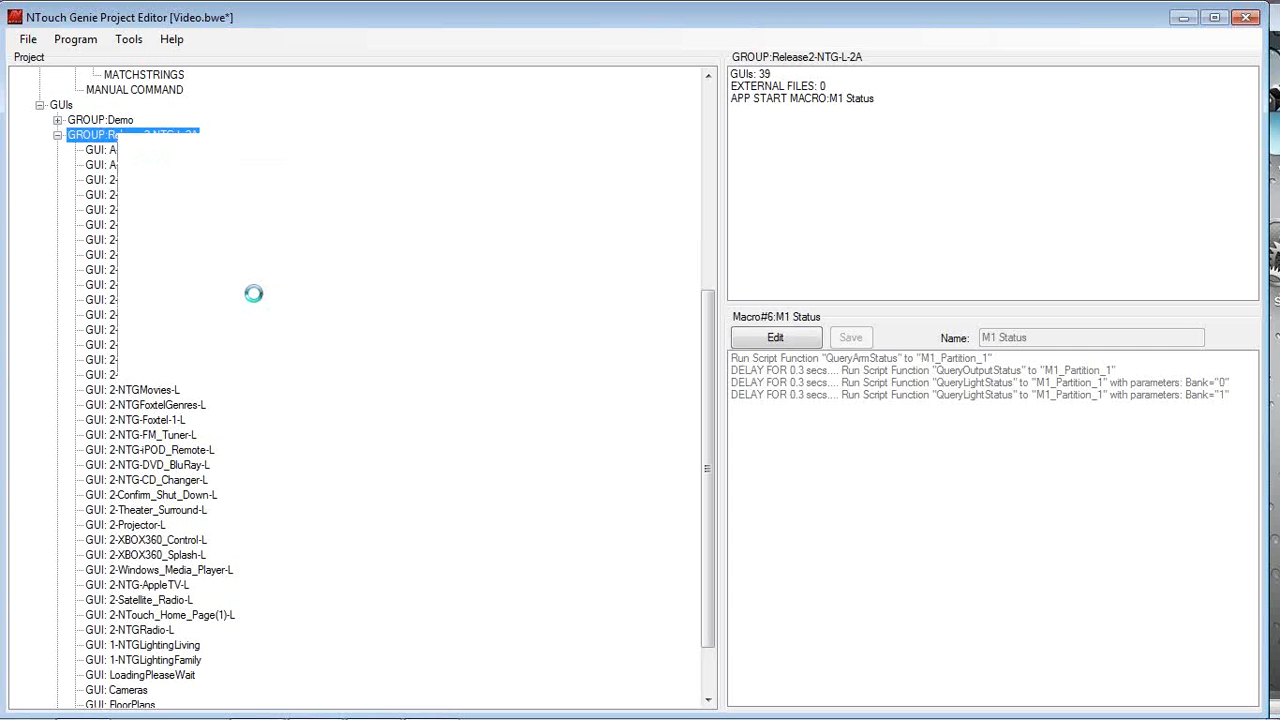 NTouch Genie Project Editor [Video.bwe*]
File Program Tools Help
Project
MATCHSTRINGS
MANUAL COMMAND
GUIs
GROUP:Demo
GROUP:Release2-NTG-L-2A
GUI: A
GUI: A
GUI: 2-
GUI: 2-
GUI: 2-
GUI: 2-
GUI: 2-
GUI: 2-
GUI: 2-
GUI: 2-
GUI: 2-
GUI: 2-
GUI: 2-
GUI: 2-
GUI: 2-
GUI: 2
GUI: 2-NTGMovies-L
GUI: 2-NTGFoxtelGenres-L
GUI: 2-NTG-Foxtel-1-L
GUI: 2-NTG-FM_Tuner-L
GUI: 2-NTG-iPOD_Remote-L
GUI: 2-NTG-DVD_BluRay-L
GUI: 2-NTG-CD_Changer-L
GUI: 2-Confirm_Shut_Down-L
GUI: 2-Theater_Surround-L
GUI: 2-Projector-L
GUI: 2-XBOX360_Control-L
GUI: 2-XBOX360_Splash-L
GUI: 2-Windows_Media_Player-L
GUI: 2-NTG-AppleTV-L
GUI: 2-Satellite_Radio-L
GUI: 2-NTouch_Home_Page(1)-L
GUI: 2-NTGRadio-L
GUI: 1-NTGLightingLiving
GUI: 1-NTGLightingFamily
GUI: LoadingPleaseWait
GUI: Cameras
GUI: FloorPlans
GROUP:Release2-NTG-L-2A
GUIs: 39
EXTERNAL FILES: 0
APP START MACRO:M1 Status
Macro#6:M1 Status
Edit Save Name: M1 Status
Run Script Function "QueryArmStatus" to "M1_Partition_1"
DELAY FOR 0.3 secs.... Run Script Function "QueryOutputStatus" to "M1_Partition_1"
DELAY FOR 0.3 secs.... Run Script Function "QueryLightStatus" to "M1_Partition_1" with parameters: Bank="0"
DELAY FOR 0.3 secs.... Run Script Function "QueryLightStatus" to "M1_Partition_1" with parameters: Bank="1"